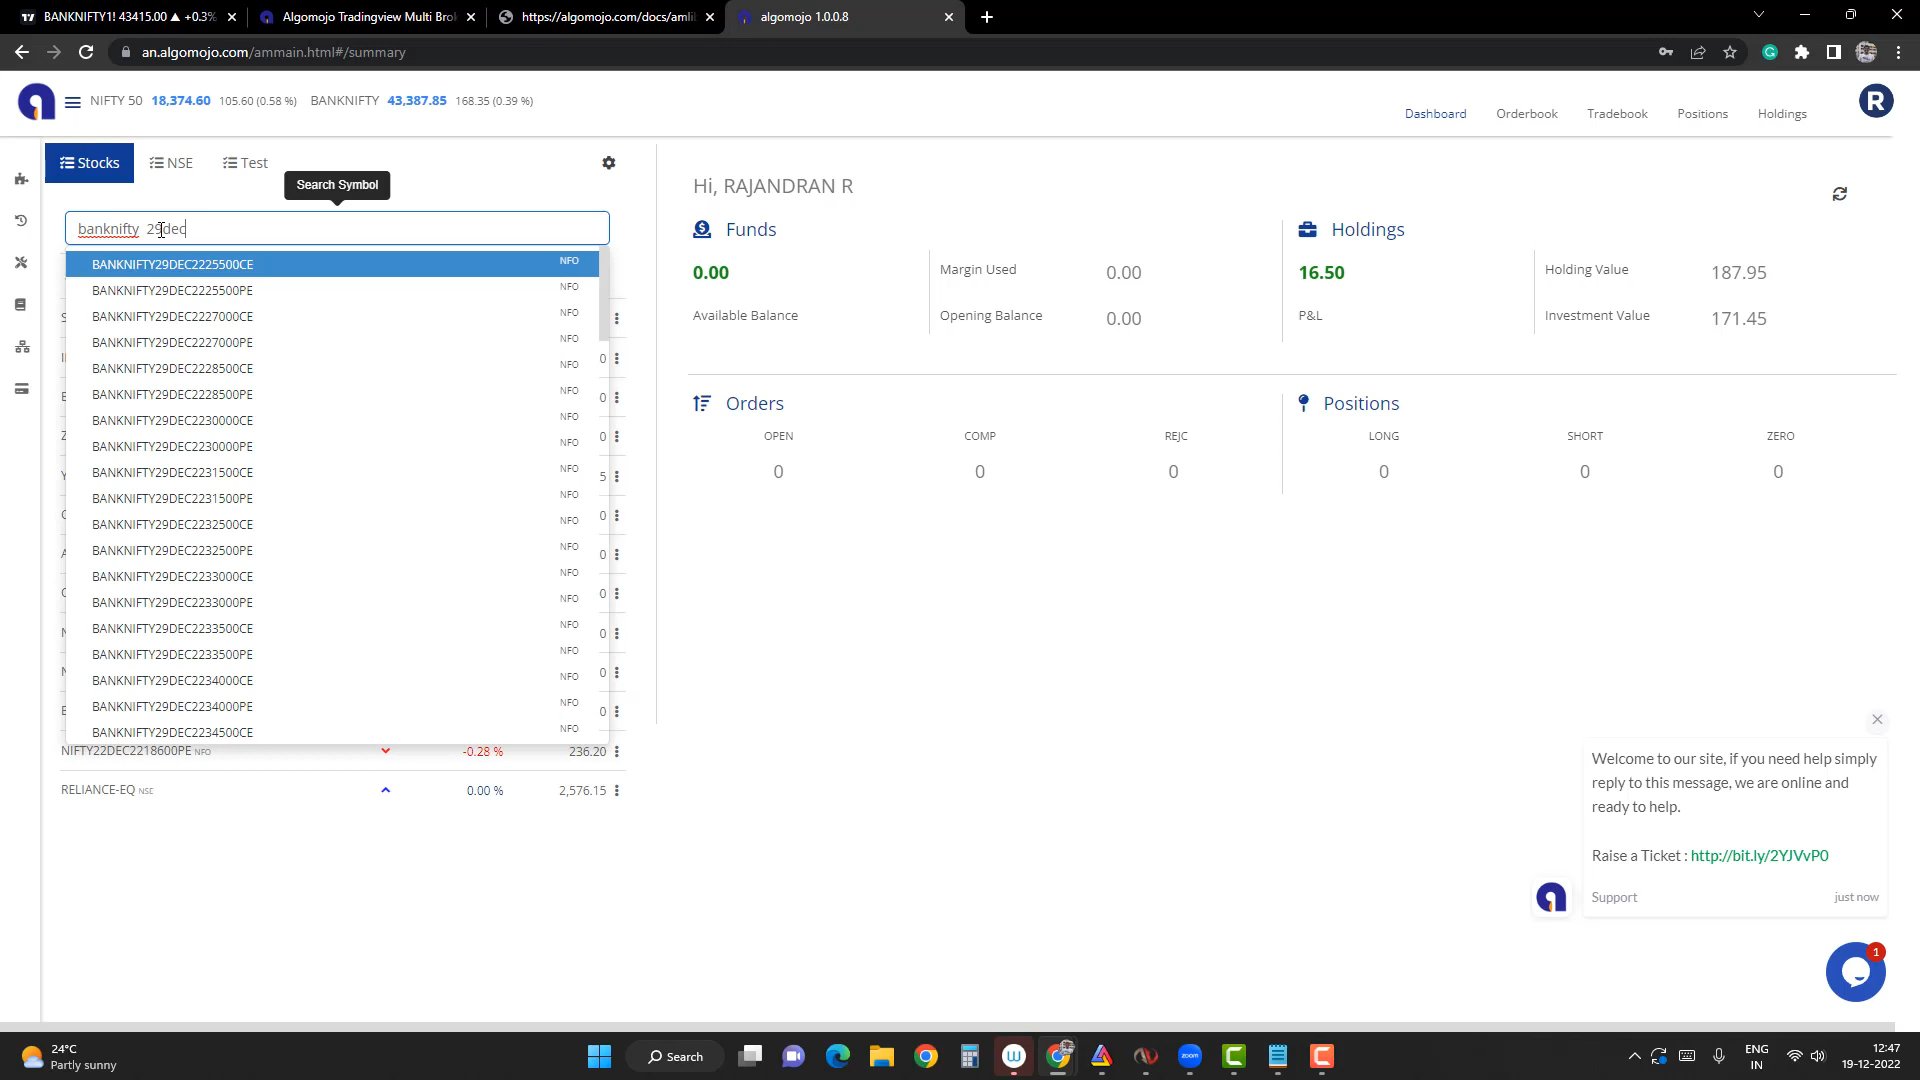 BANKNIFTY1! 43415.00 ▲ +0.3%
Algomojo Tradingview Multi Bro
https://algomojo.com/docs/amlib
algomojo 1.0.0.8
an.algomojo.com/ammain.html#/summary
NIFTY 50 18,374.60 105.60 (0.58 %) BANKNIFTY 43,387.85 168.35 (0.39 %)
Dashboard Orderbook Tradebook Positions Holdings
R
Stocks NSE Test
Search Symbol
banknifty 29dec
BANKNIFTY29DEC2225500CE NFO
BANKNIFTY29DEC2225500PE NFO
BANKNIFTY29DEC2227000CE NFO
BANKNIFTY29DEC2227000PE NFO
BANKNIFTY29DEC2228500CE NFO
BANKNIFTY29DEC2228500PE NFO
BANKNIFTY29DEC2230000CE NFO
BANKNIFTY29DEC2230000PE NFO
BANKNIFTY29DEC2231500CE NFO
BANKNIFTY29DEC2231500PE NFO
BANKNIFTY29DEC2232500CE NFO
BANKNIFTY29DEC2232500PE NFO
BANKNIFTY29DEC2233000CE NFO
BANKNIFTY29DEC2233000PE NFO
BANKNIFTY29DEC2233500CE NFO
BANKNIFTY29DEC2233500PE NFO
BANKNIFTY29DEC2234000CE NFO
BANKNIFTY29DEC2234000PE NFO
BANKNIFTY29DEC2234500CE NFO
NIFTY22DEC2218600PE NFO -0.28 % 236.20
RELIANCE-EQ NSE 0.00 % 2,576.15
Hi, RAJANDRAN R
Funds
0.00
Available Balance
Margin Used 0.00
Opening Balance 0.00
Holdings
16.50
P&L
Holding Value 187.95
Investment Value 171.45
Orders
OPEN COMP REJC
0 0 0
Positions
LONG SHORT ZERO
0 0 0
Welcome to our site, if you need help simply
reply to this message, we are online and
ready to help.
Raise a Ticket : http://bit.ly/2YJVvP0
Support just now
1
24°C
Partly sunny
Search
zoom
ENG
IN
12:47
19-12-2022